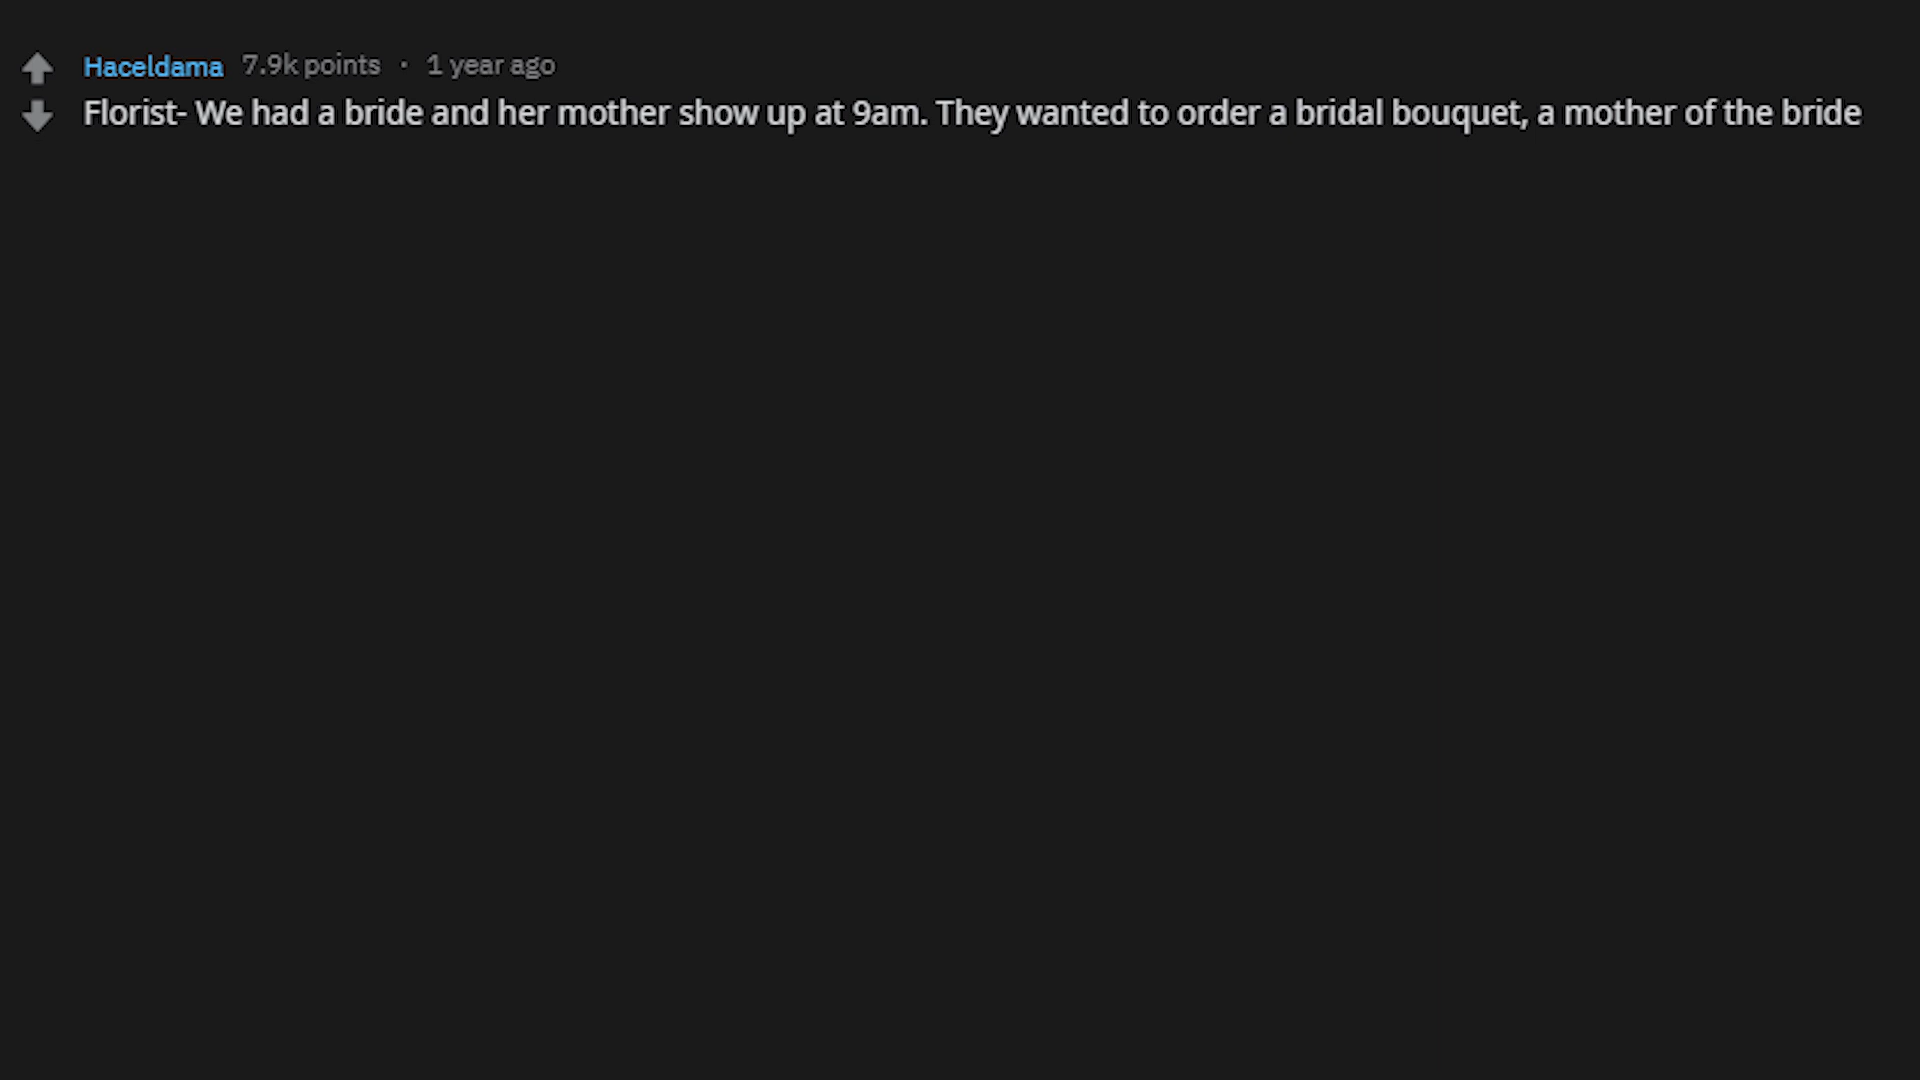 Haceldama 7.9k points · 1 year ago
Florist- We had a bride and her mother show up at 9am. They wanted to order a bridal bouquet, a mother of the bride